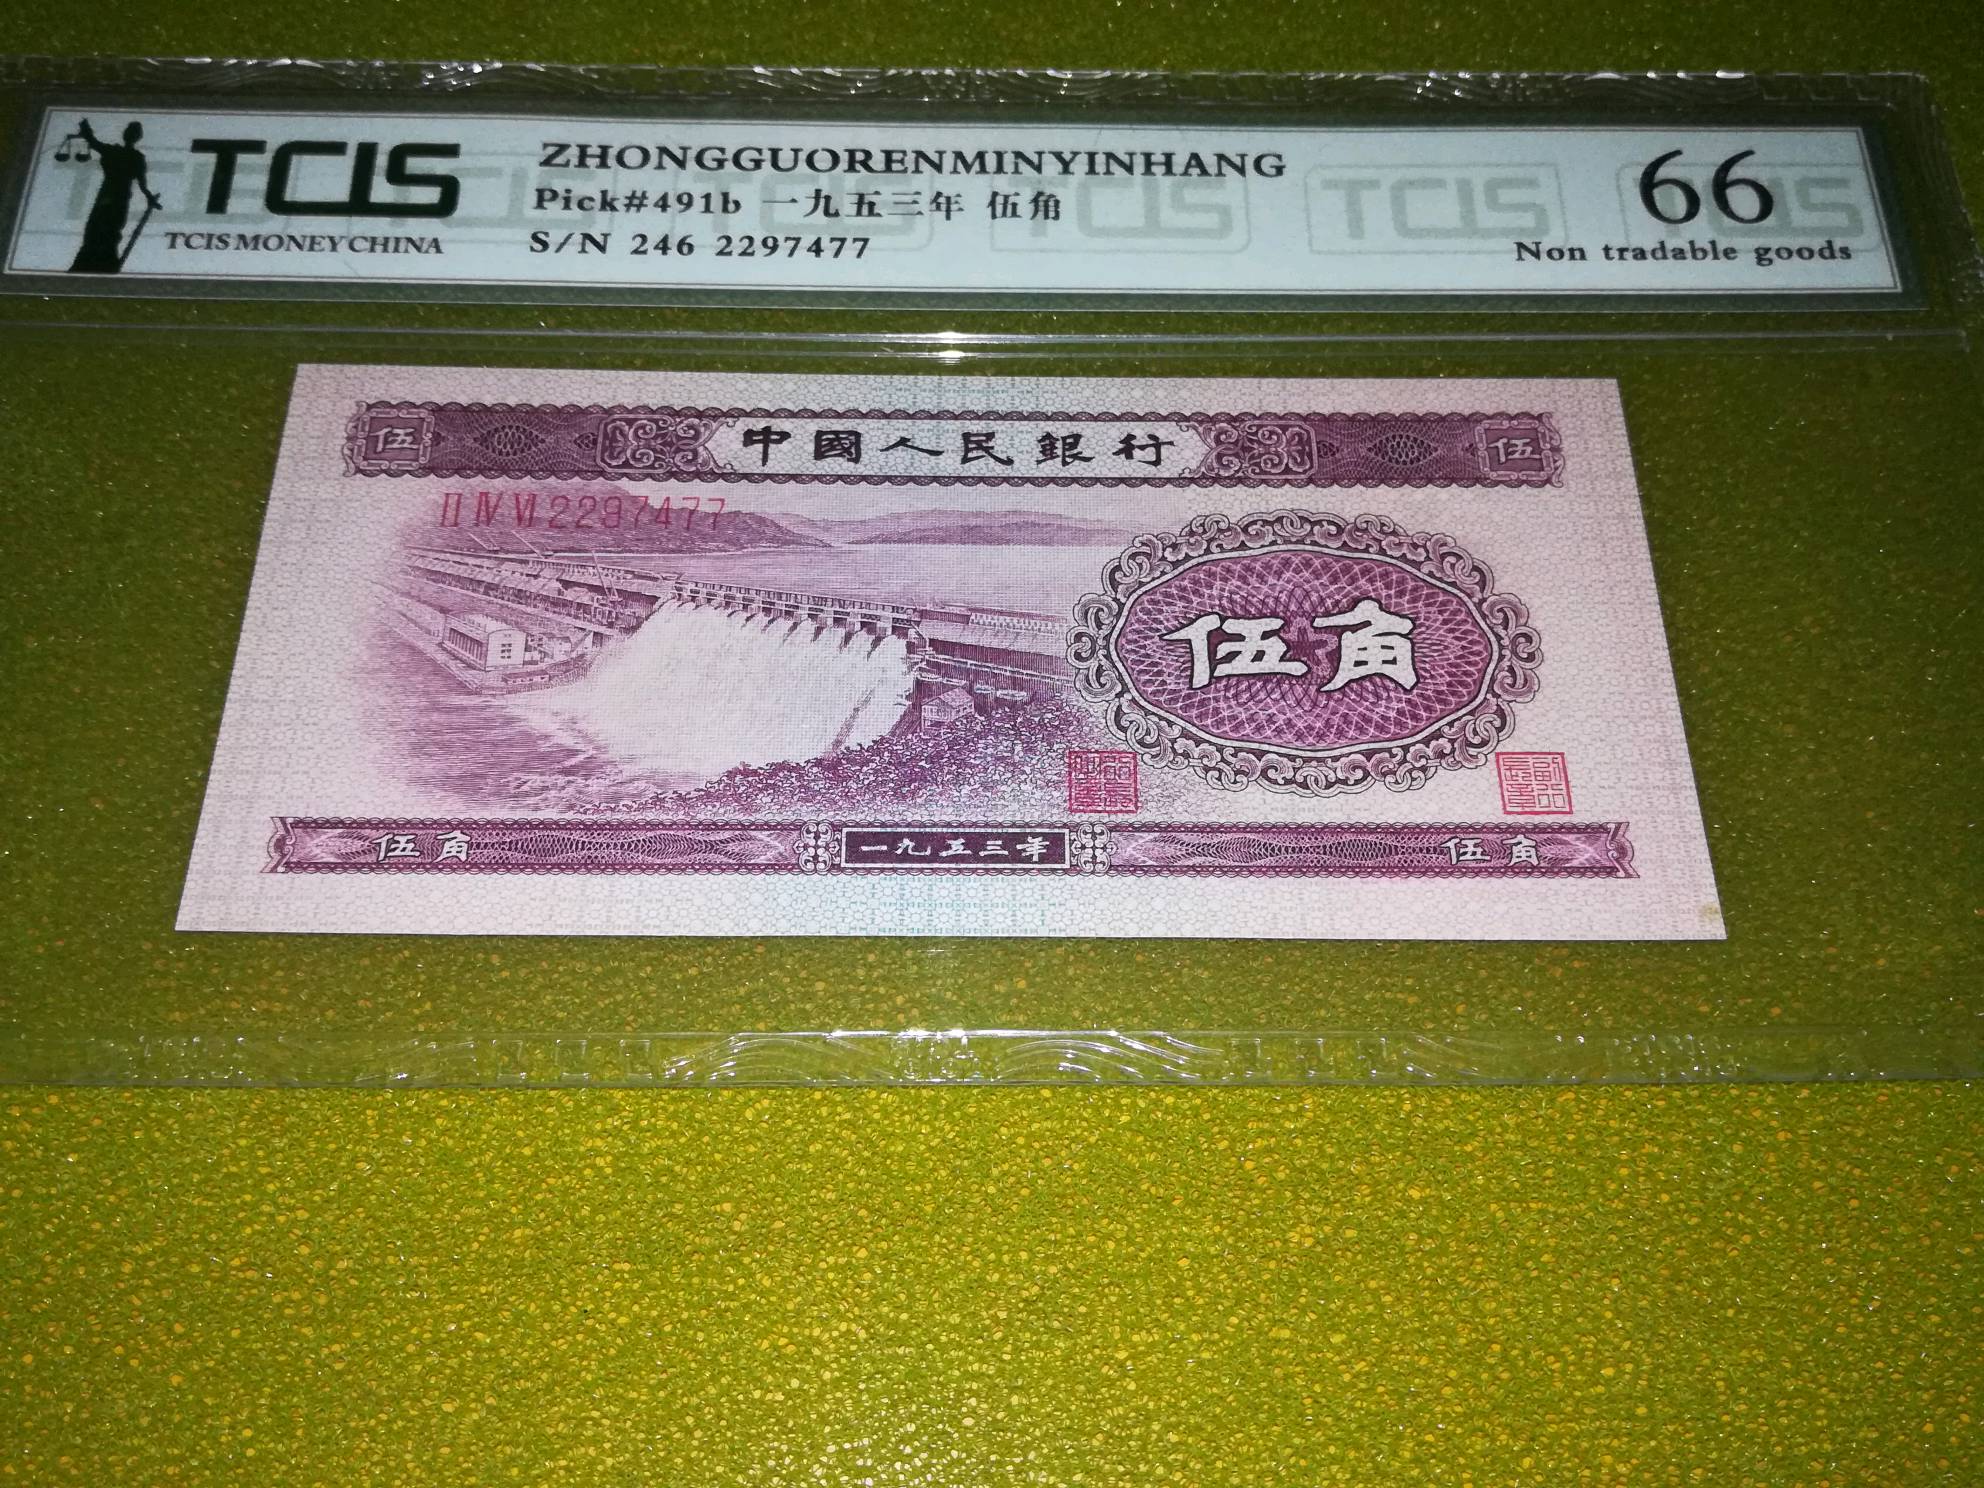 TCIS
TCIS MONEY CHINA
ZHONGGUORENMINYINHANG
Pick#491b 一九五三年 伍角
S/N 246 2297477
66
Non tradable goods
伍 中國人民銀行 伍
II IV VI 2297477
伍角
伍角 一九五三年 伍角